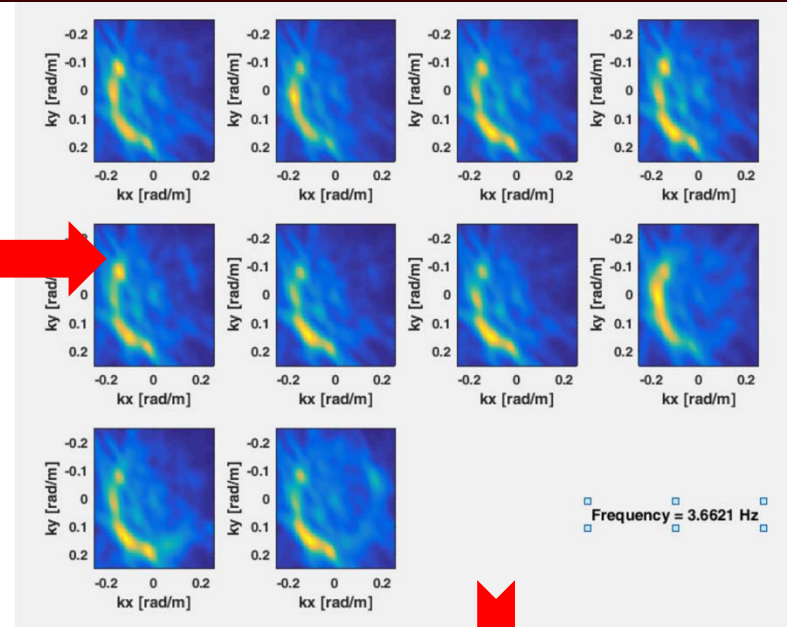 -0.2 -0.2 -0.2 -0.2
ky [rad/m] -0.1 ky [rad/m] -0.1 ky [rad/m] -0.1 ky [rad/m] -0.1
0 0 0 0
0.1 0.1 0.1 0.1
0.2 0.2 0.2 0.2
-0.2 0 0.2 -0.2 0 0.2 -0.2 0 0.2 -0.2 0 0.2
kx [rad/m] kx [rad/m] kx [rad/m] kx [rad/m]
-0.2 -0.2 -0.2
ky [rad/m] -0.1 ky [rad/m] -0.1 ky [rad/m] -0.1
0 0 0 0
0.1 0.1 0.1 0.1
0.2 0.2 0.2 0.2
-0.2 0 0.2 -0.2 0 0.2 -0.2 0 0.2 -0.2 0 0.2
kx [rad/m] kx [rad/m] kx [rad/m] kx [rad/m]
-0.2 -0.2
ky [rad/m] -0.1 ky [rad/m] -0.1
0 0
0.1 0.1
0.2 0.2
-0.2 0 0.2 -0.2 0 0.2
kx [rad/m] kx [rad/m]
Frequency = 3.6621 Hz